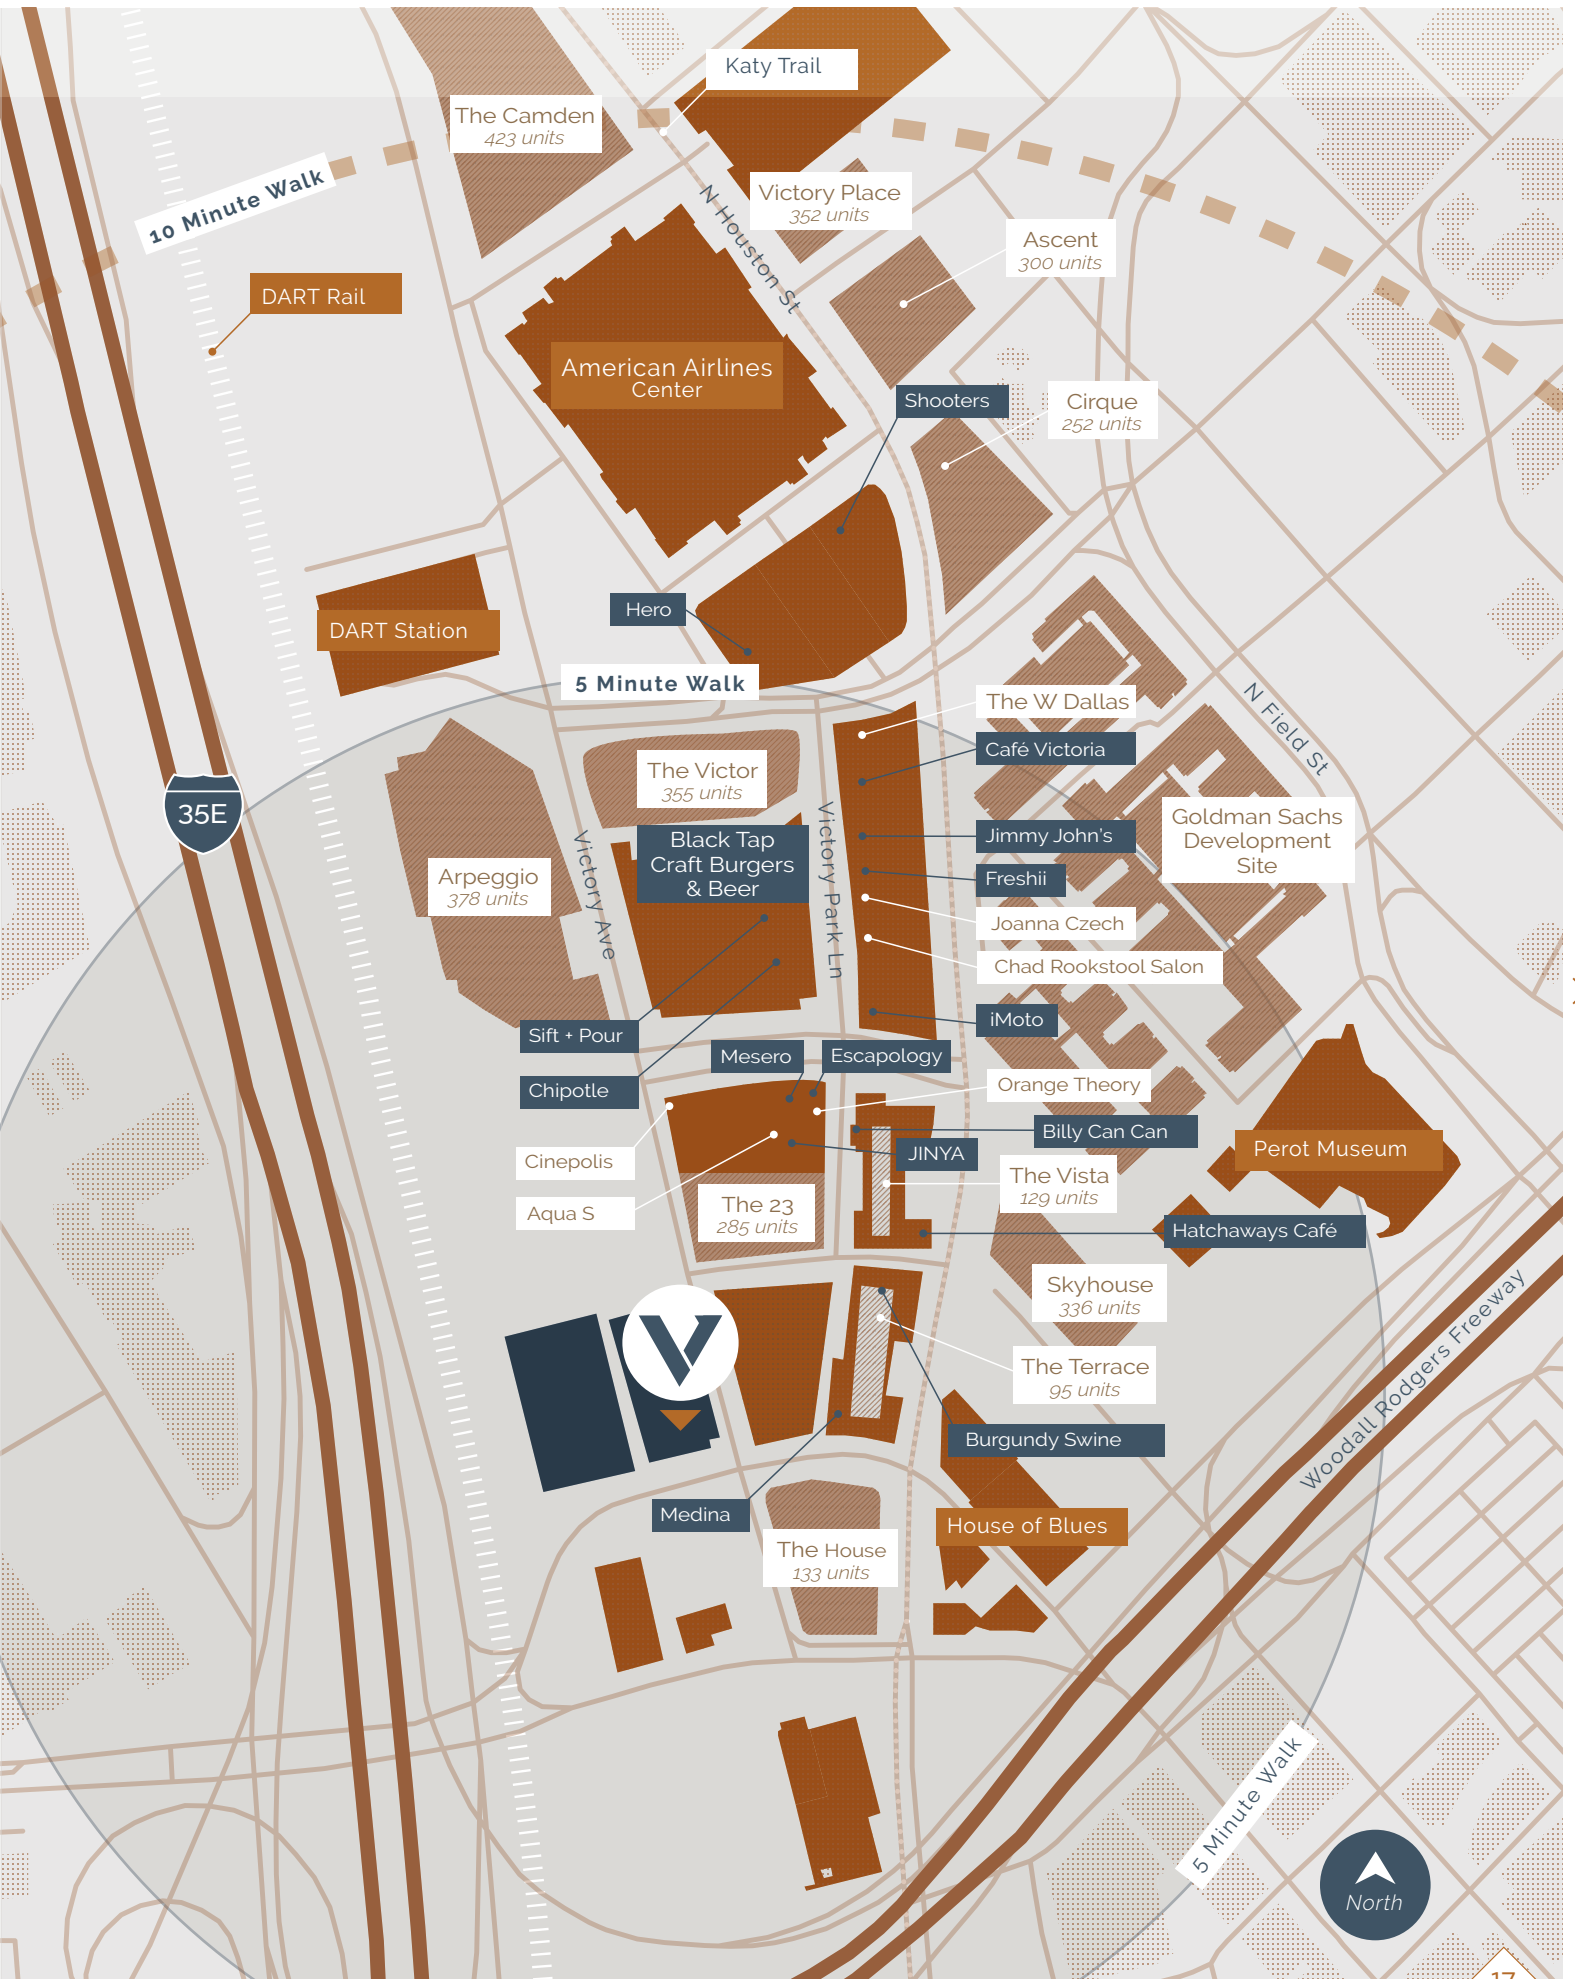 Katy Trail
The Camden
423 units
10 Minute Walk
Victory Place
352 units
N Houston St
Ascent
300 units
DART Rail
American Airlines
Center
Shooters
Cirque
252 units
Hero
DART Station
5 Minute Walk
The W Dallas
N Field St
Café Victoria
The Victor
355 units
35E
Victory Park Ln
Victory Ave
Black Tap
Craft Burgers
& Beer
Jimmy John's
Goldman Sachs
Development
Site
Arpeggio
378 units
Freshii
Joanna Czech
Chad Rookstool Salon
iMoto
Sift + Pour
Mesero
Escapology
Chipotle
Orange Theory
Billy Can Can
JINYA
Perot Museum
Cinepolis
The Vista
129 units
Aqua S
The 23
285 units
Hatchaways Café
Skyhouse
336 units
Woodall Rodgers Freeway
The Terrace
95 units
Burgundy Swine
Medina
House of Blues
The House
133 units
5 Minute Walk
North
17